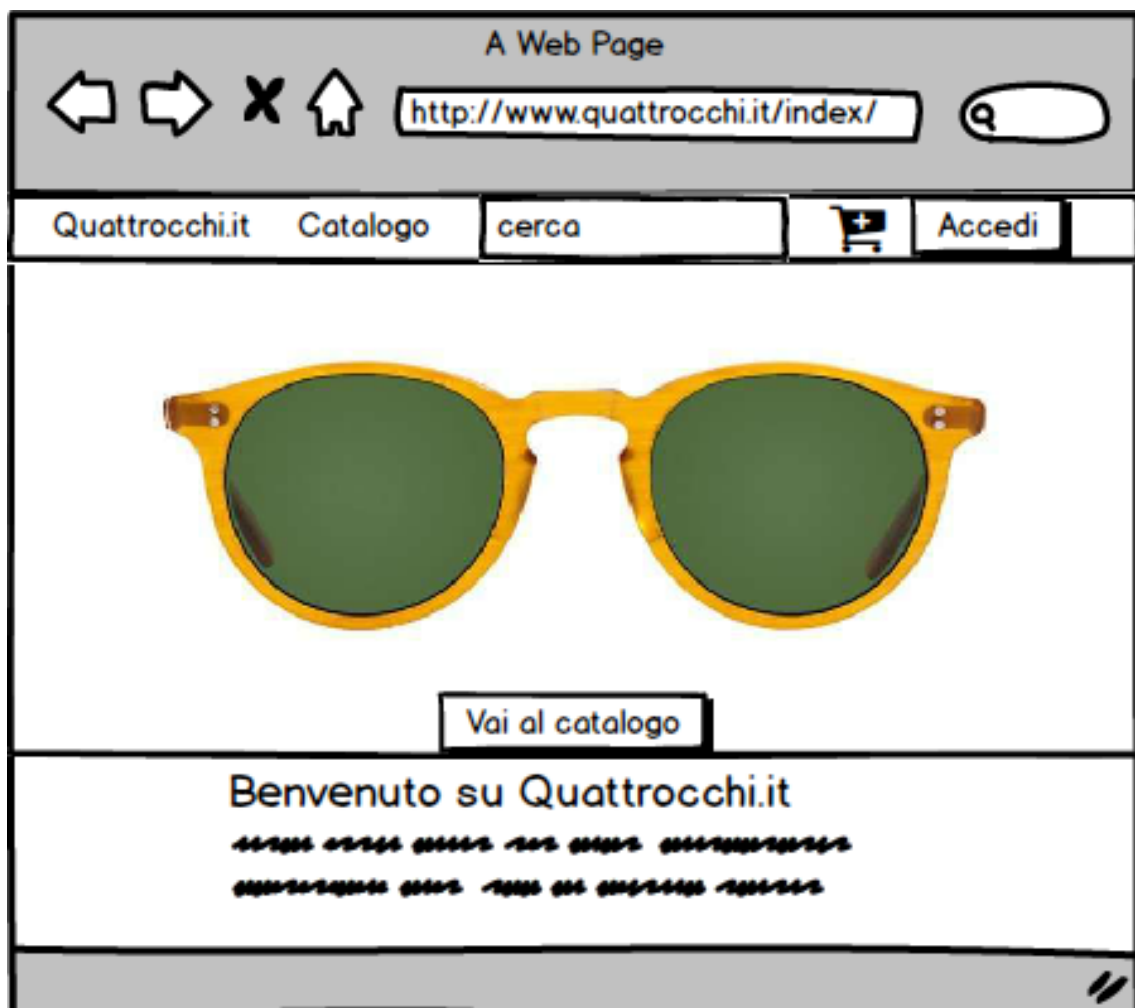 A Web Page
http://www.quattrocchi.it/index/
Quattrocchi.it Catalogo cerca Accedi
Vai al catalogo
Benvenuto su Quattrocchi.it